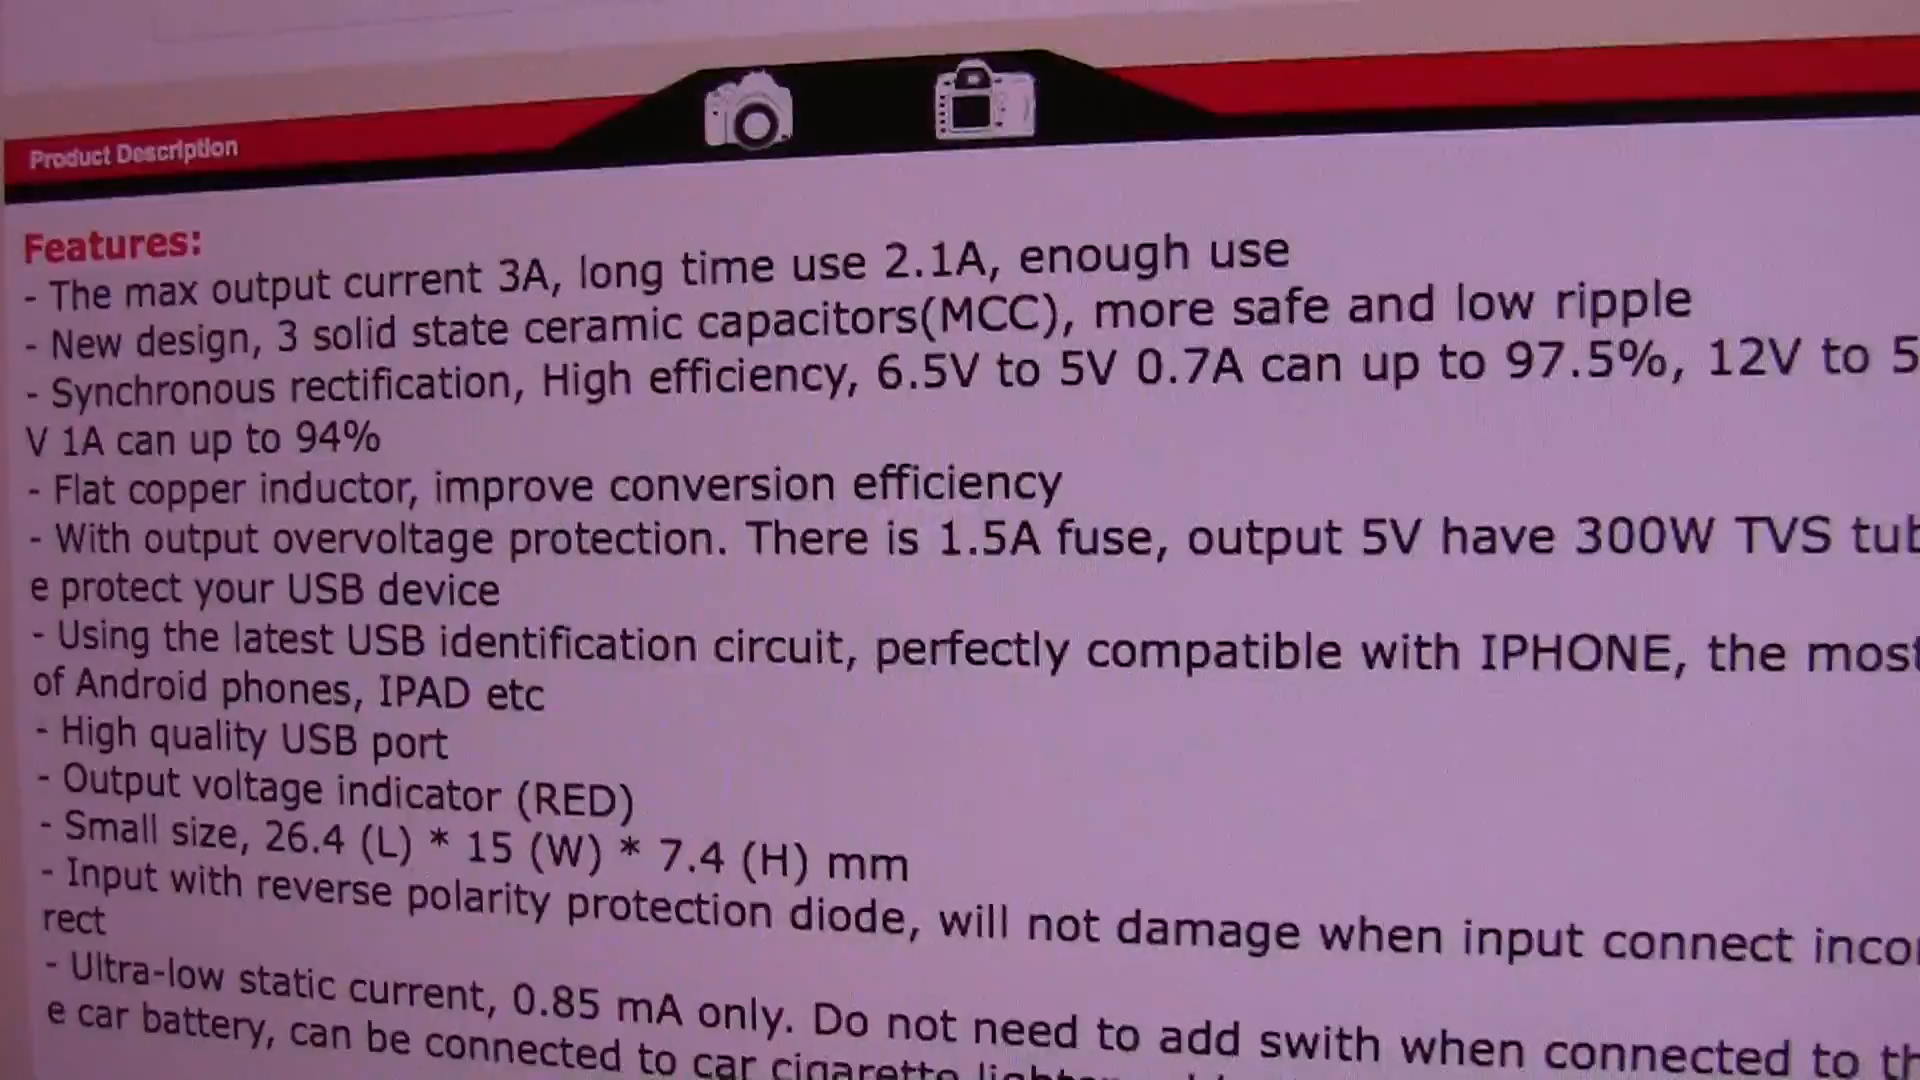 Product Description
Features:
- The max output current 3A, long time use 2.1A, enough use
- New design, 3 solid state ceramic capacitors(MCC), more safe and low ripple
- Synchronous rectification, High efficiency, 6.5V to 5V 0.7A can up to 97.5%, 12V to 5
V 1A can up to 94%
- Flat copper inductor, improve conversion efficiency
- With output overvoltage protection. There is 1.5A fuse, output 5V have 300W TVS tub
e protect your USB device
- Using the latest USB identification circuit, perfectly compatible with IPHONE, the most
of Android phones, IPAD etc
- High quality USB port
- Output voltage indicator (RED)
- Small size, 26.4 (L) * 15 (W) * 7.4 (H) mm
- Input with reverse polarity protection diode, will not damage when input connect incor
rect
- Ultra-low static current, 0.85 mA only. Do not need to add swith when connected to th
e car battery, can be connected to car cigarette